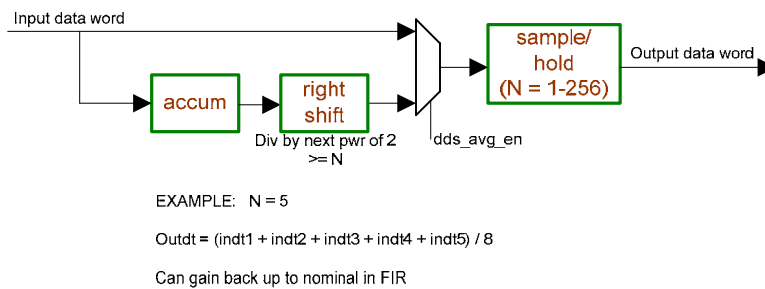 Input data word
sample/
hold
(N = 1-256)
Output data word
accum
right
shift
Div by next pwr of 2
>= N
dds_avg_en
EXAMPLE: N = 5
Outdt = (indt1 + indt2 + indt3 + indt4 + indt5) / 8
Can gain back up to nominal in FIR